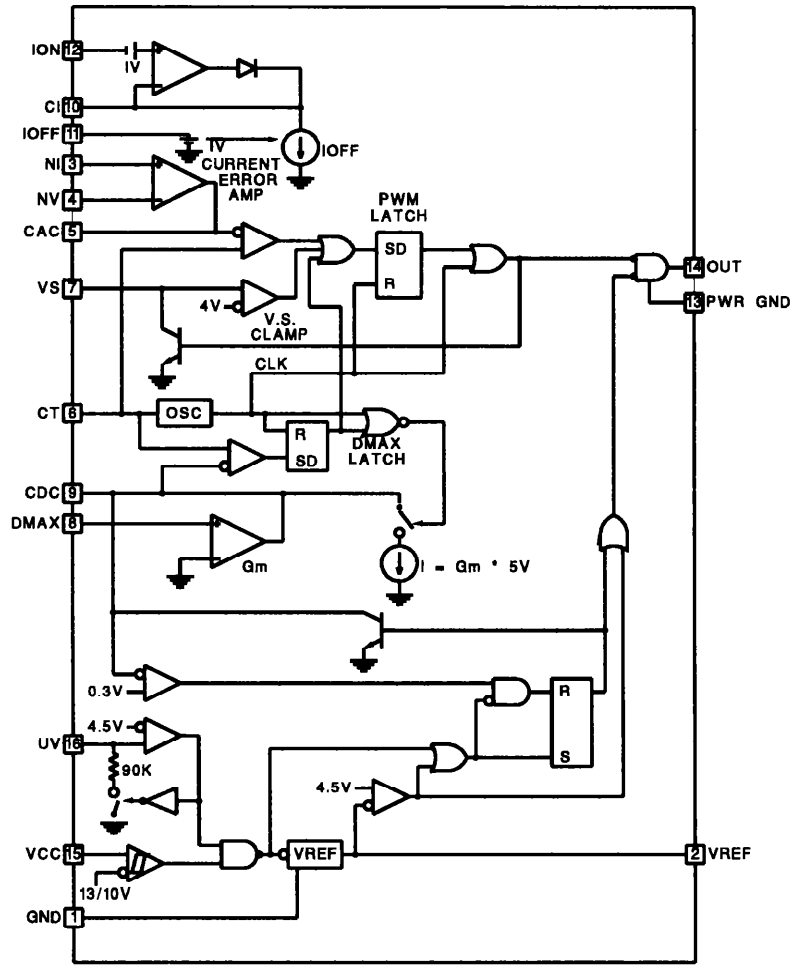 ION 12
IV
CI 10
IOFF 11
IV
IOFF
NI 3
CURRENT
ERROR
AMP
NV 4
PWM
LATCH
CAC 5
SD
R
14 OUT
VS 7
4V
13 PWR GND
V.S.
CLAMP
CLK
CT 6
OSC
R
SD
DMAX
LATCH
CDC 9
DMAX 8
Gm
I = Gm * 5V
0.3V
R
S
4.5V
UV 16
90K
4.5V
VCC 15
VREF
2 VREF
13/10V
GND 1